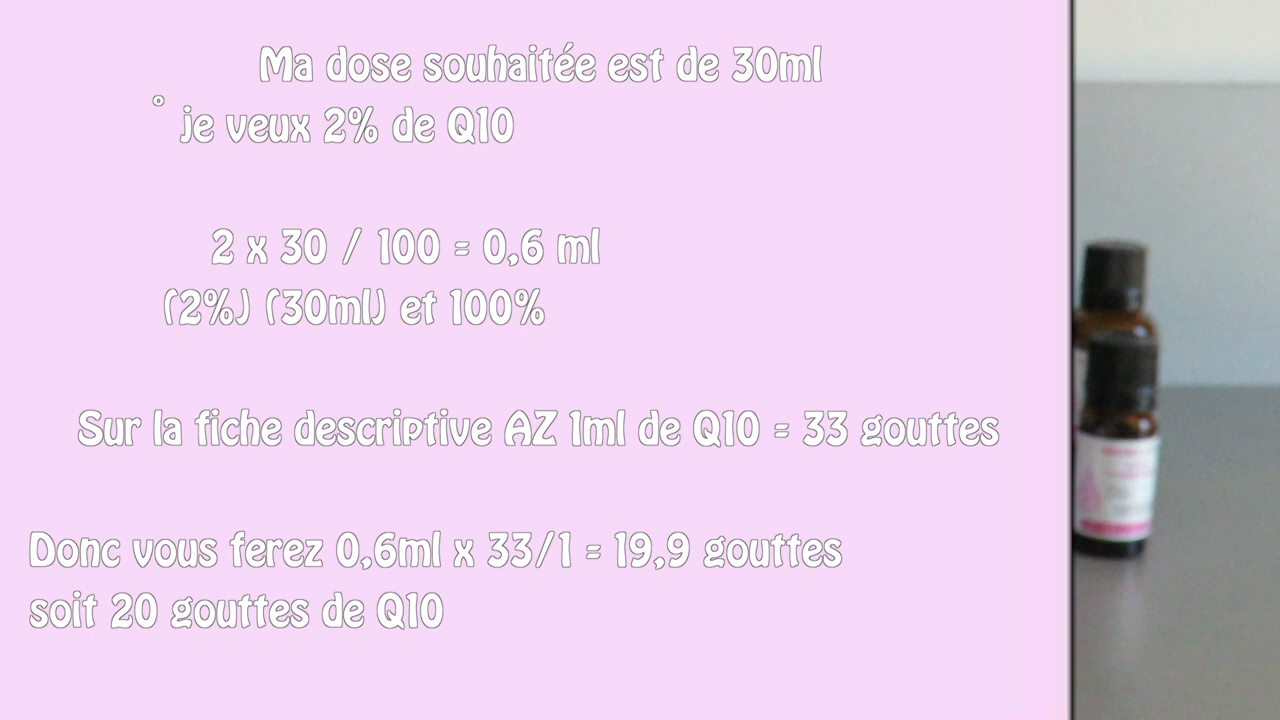 Ma dose souhaitée est de 30ml
° je veux 2% de Q10
2 x 30 / 100 = 0,6 ml
(2%) (30ml) et 100%
Sur la fiche descriptive AZ 1ml de Q10 = 33 gouttes
Donc vous ferez 0,6ml x 33/1 = 19,9 gouttes
soit 20 gouttes de Q10